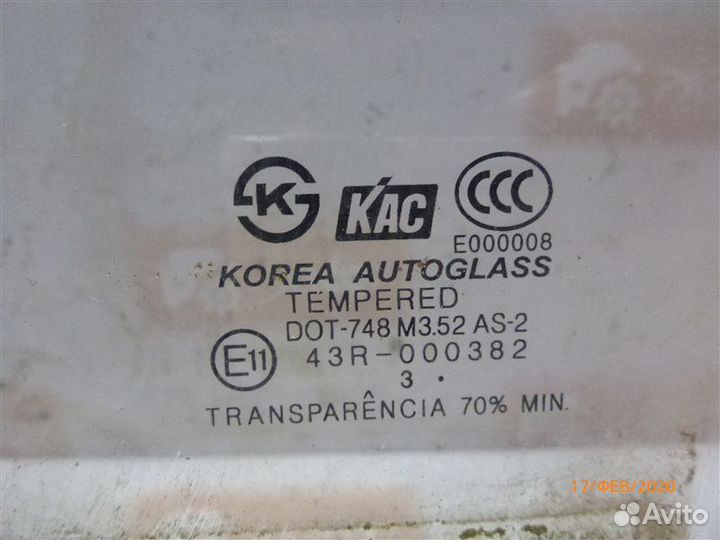 K
KAC
CCC
E000008
KOREA AUTOGLASS
TEMPERED
DOT-748 M3.52 AS-2
E11
43R-000382
3 .
TRANSPARÊNCIA 70% MIN.
17/ФЕВ/2020
Avito